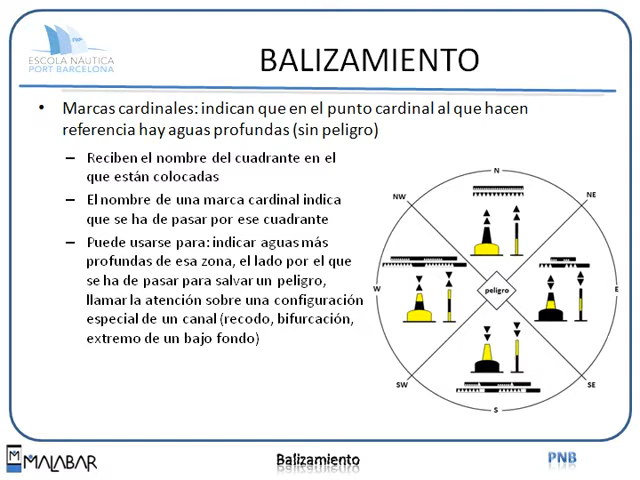 ESCOLA NÁUTICA
PORT BARCELONA
BALIZAMIENTO
• Marcas cardinales: indican que en el punto cardinal al que hacen
referencia hay aguas profundas (sin peligro)
– Reciben el nombre del cuadrante en el
que están colocadas
– El nombre de una marca cardinal indica
que se ha de pasar por ese cuadrante
– Puede usarse para: indicar aguas más
profundas de esa zona, el lado por el que
se ha de pasar para salvar un peligro,
llamar la atención sobre una configuración
especial de un canal (recodo, bifurcación,
extremo de un bajo fondo)
N
NW
NE
W
peligro
E
SW
SE
S
MALABAR
Balizamiento
PNB